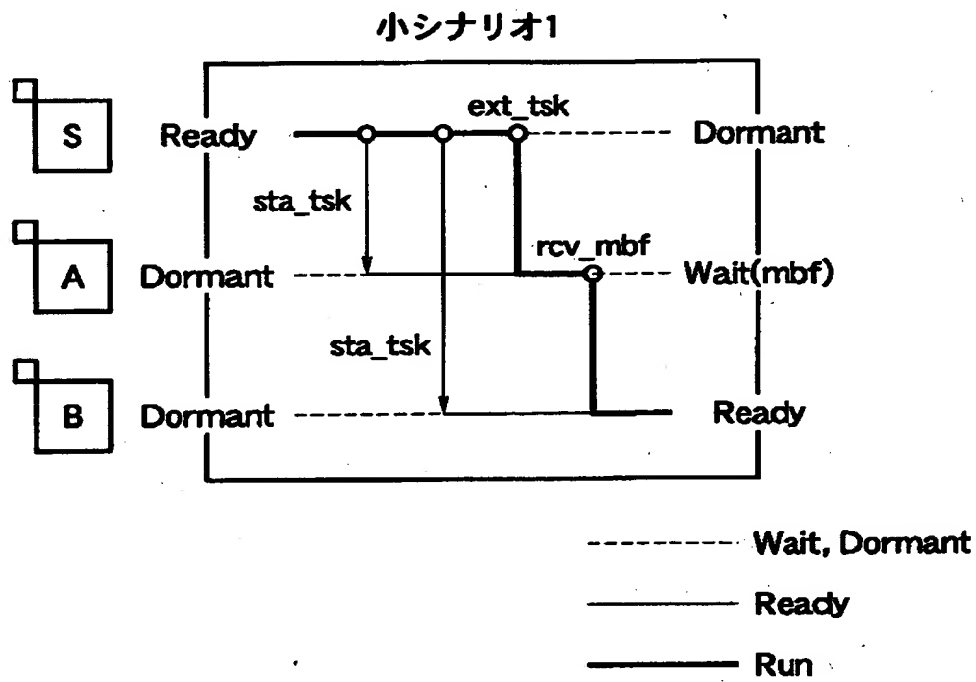 小シナリオ1
ext_tsk
S Ready Dormant
sta_tsk
rcv_mbf
A Dormant Wait(mbf)
sta_tsk
B Dormant Ready
Wait, Dormant
Ready
Run